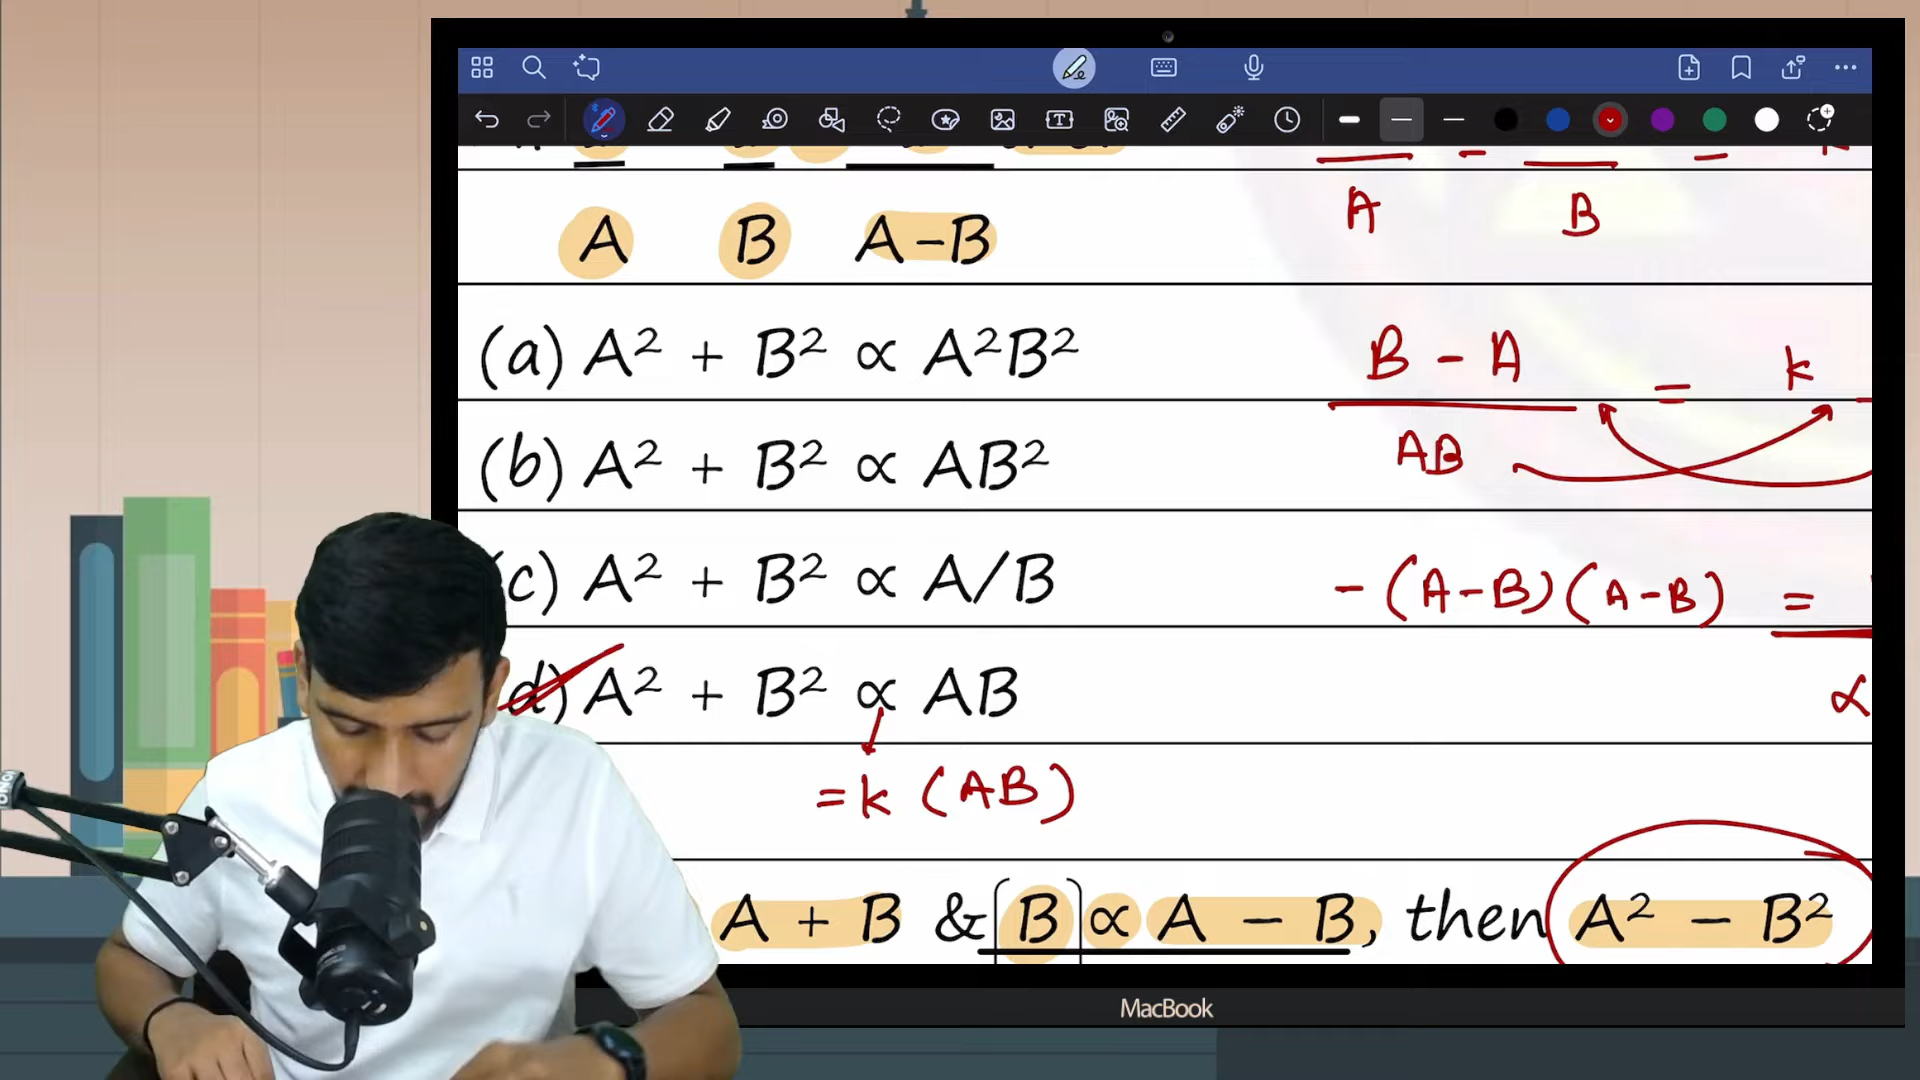 A B A – B
A B
(a) A² + B² ∝ A²B²
B - A = k
AB
(b) A² + B² ∝ AB²
c) A² + B² ∝ A/B
- (A-B) (A-B) =
d) A² + B² ∝ AB
∝
= k (AB)
A + B & [B] ∝ A – B, then A² – B²
MacBook